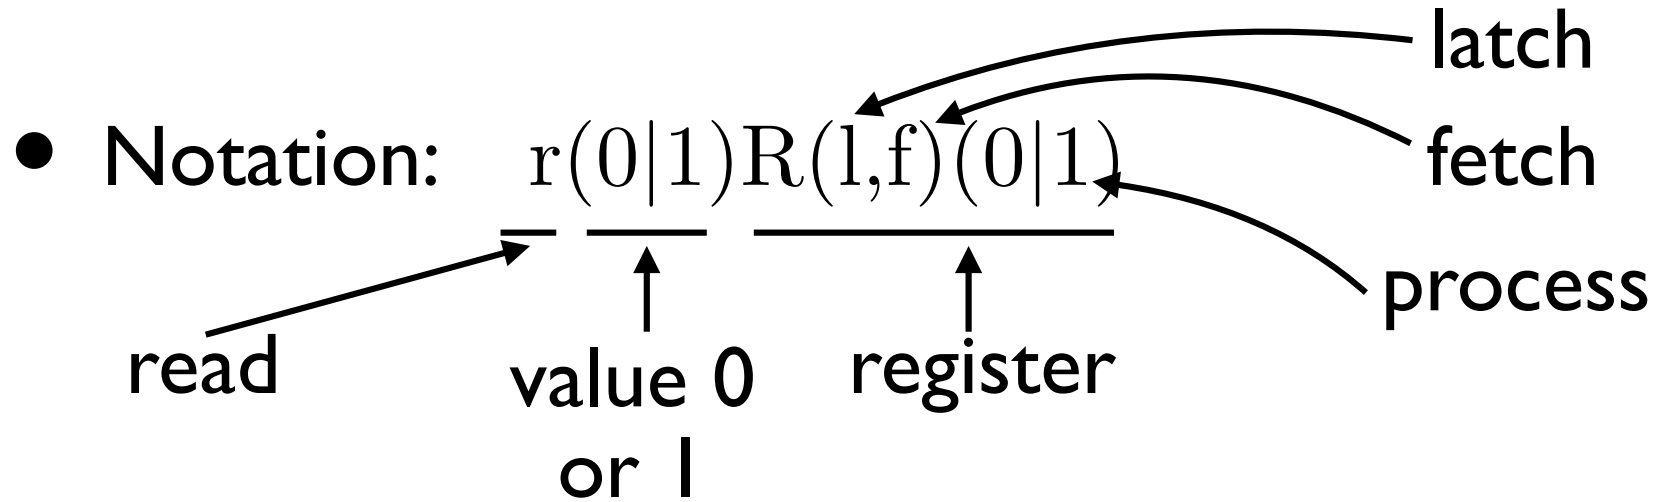 latch
• Notation: r(0|1)R(l,f)(0|1)
fetch
process
read
value 0
or 1
register